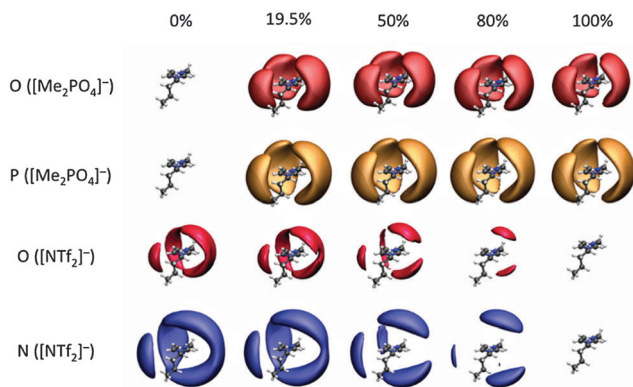 0% 19.5% 50% 80% 100%
O ([Me₂PO₄]⁻)
P ([Me₂PO₄]⁻)
O ([NTf₂]⁻)
N ([NTf₂]⁻)